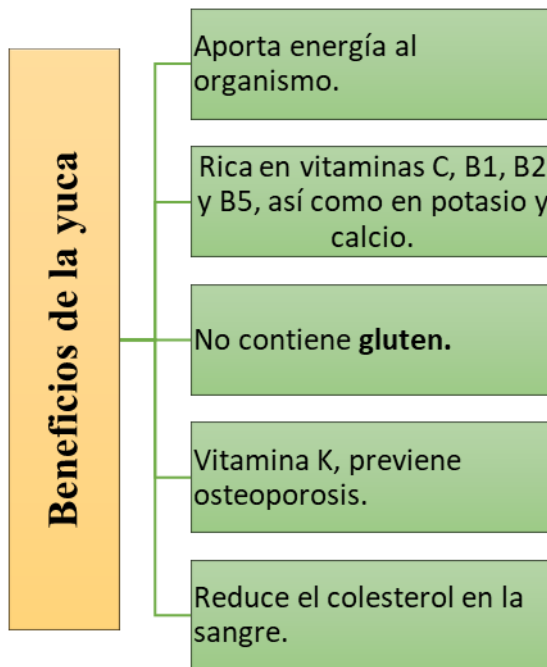 Beneficios de la yuca
Aporta energía al
organismo.
Rica en vitaminas C, B1, B2
y B5, así como en potasio y
calcio.
No contiene gluten.
Vitamina K, previene
osteoporosis.
Reduce el colesterol en la
sangre.